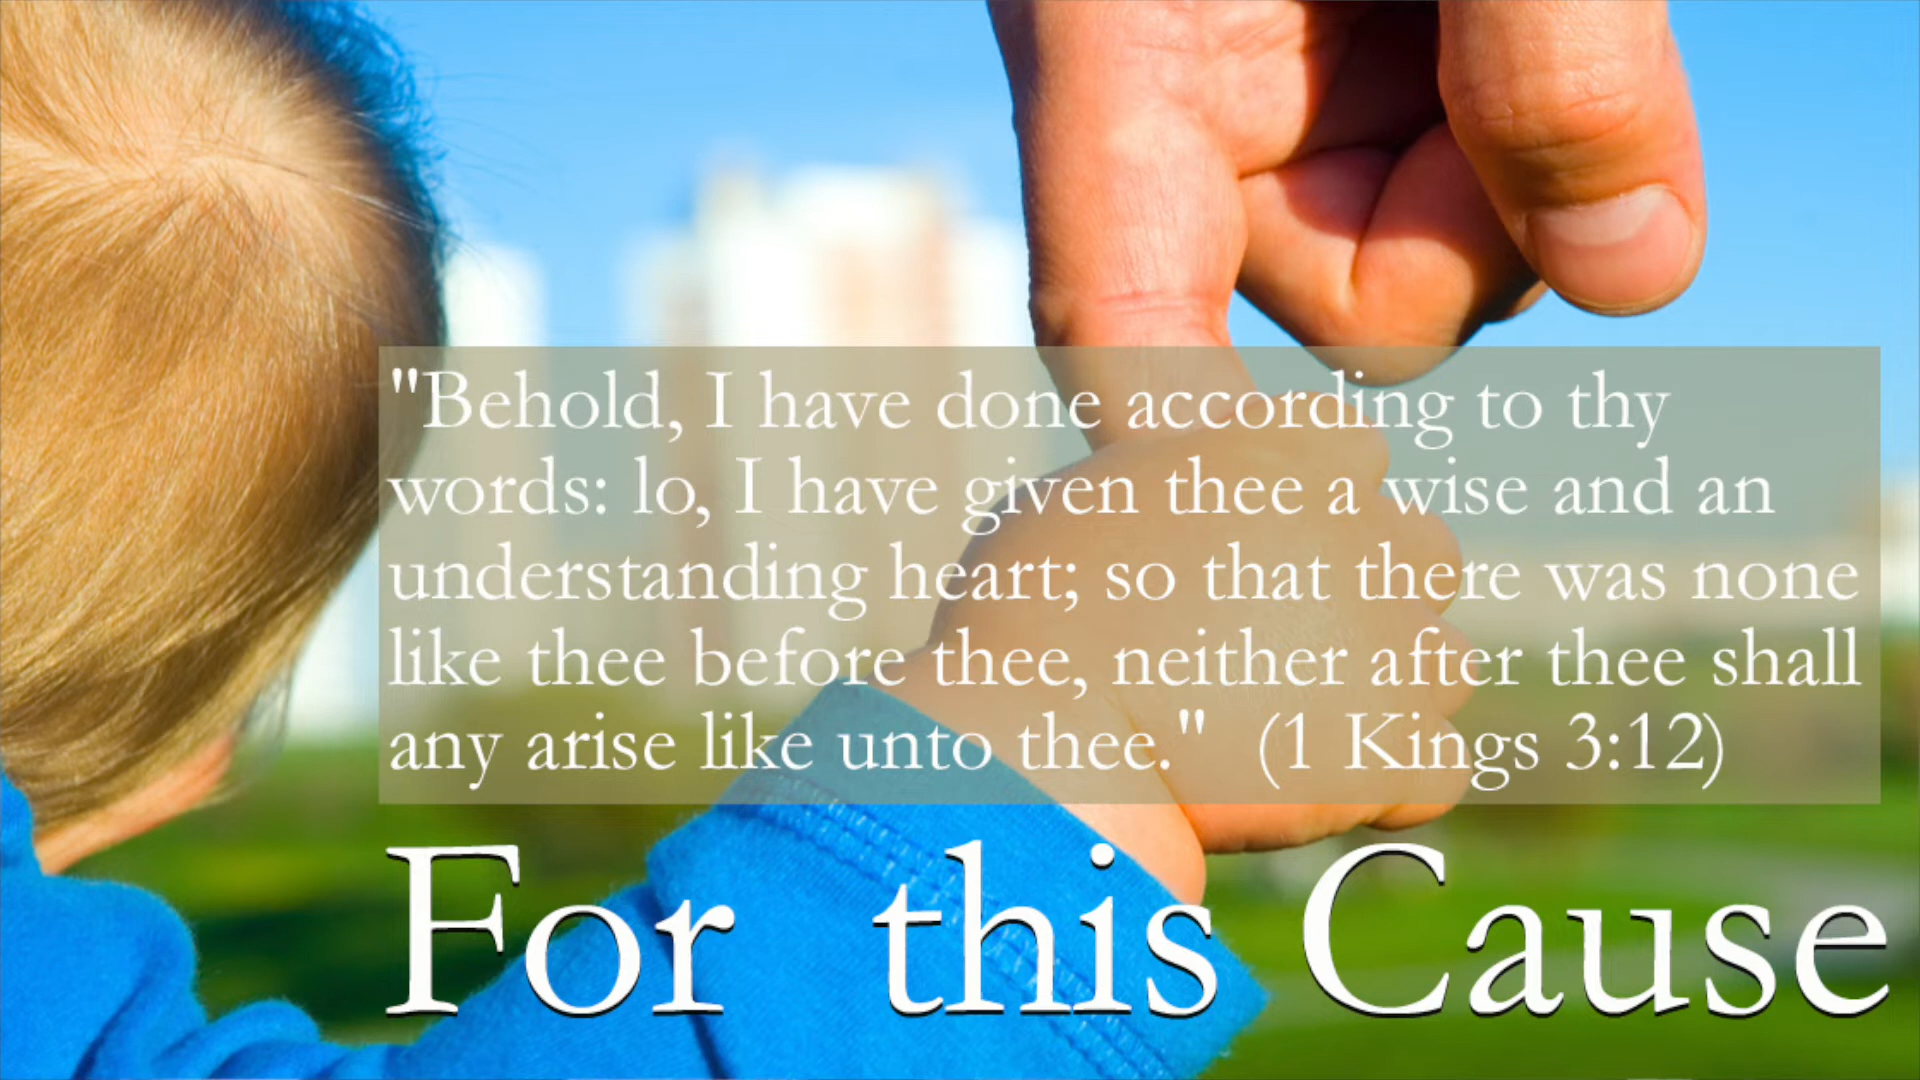 "Behold, I have done according to thy
words: lo, I have given thee a wise and an
understanding heart; so that there was none
like thee before thee, neither after thee shall
any arise like unto thee."  (1 Kings 3:12)
For this Cause